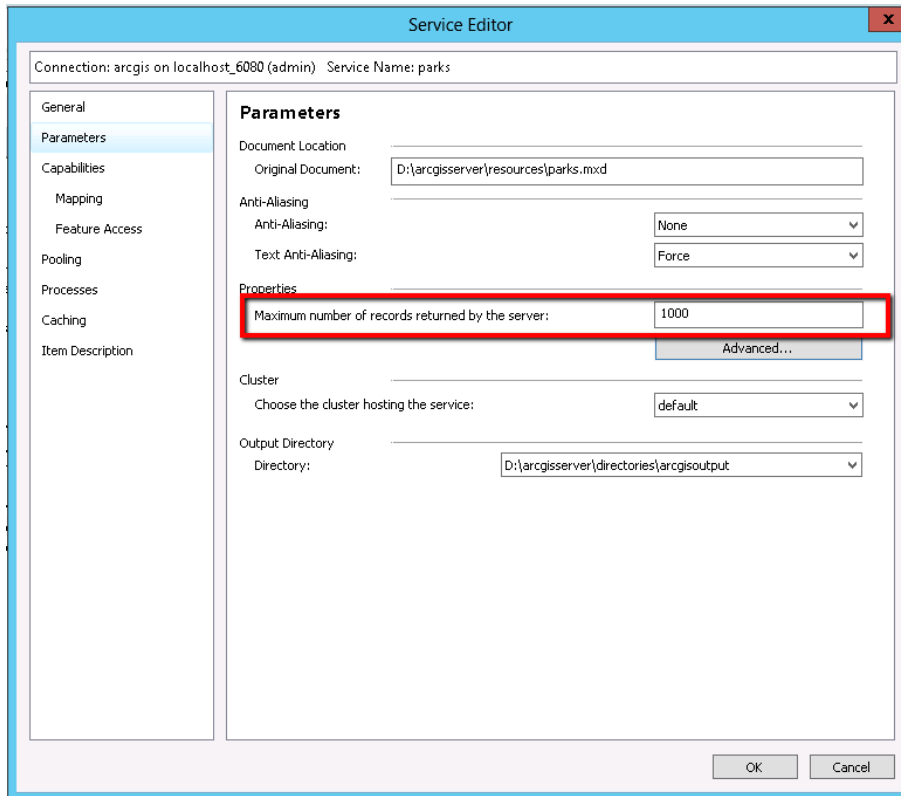 Service Editor
x
Connection: arcgis on localhost_6080 (admin) Service Name: parks
General
Parameters
Capabilities
Mapping
Feature Access
Pooling
Processes
Caching
Item Description
Parameters
Document Location
Original Document: D:\arcgisserver\resources\parks.mxd
Anti-Aliasing
Anti-Aliasing: None
Text Anti-Aliasing: Force
Properties
Maximum number of records returned by the server: 1000
Advanced...
Cluster
Choose the cluster hosting the service: default
Output Directory
Directory: D:\arcgisserver\directories\arcgisoutput
OK Cancel